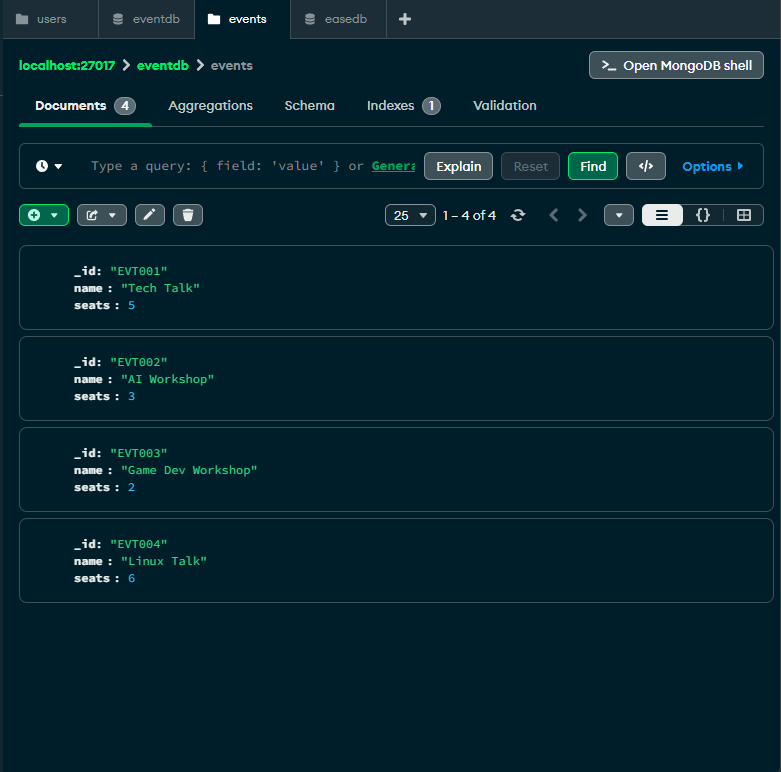 users eventdb events easedb
localhost:27017 > eventdb > events >_ Open MongoDB shell
Documents 4 Aggregations Schema Indexes 1 Validation
Type a query: { field: 'value' } or Genera Explain Reset Find </> Options
25 1 – 4 of 4 {}
_id: "EVT001"
name : "Tech Talk"
seats : 5
_id: "EVT002"
name : "AI Workshop"
seats : 3
_id: "EVT003"
name : "Game Dev Workshop"
seats : 2
_id: "EVT004"
name : "Linux Talk"
seats : 6